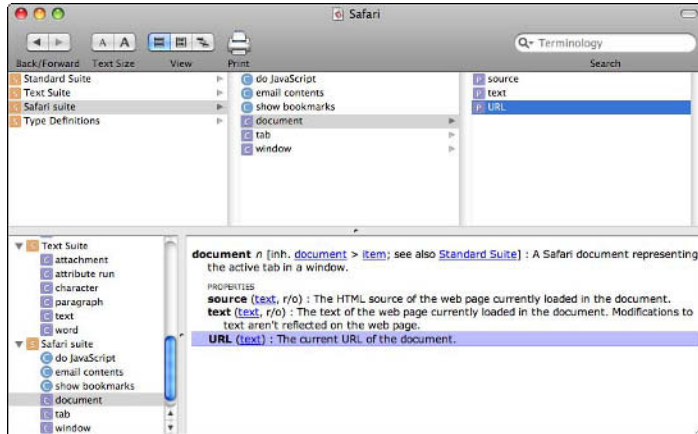 Safari
A A
Q- Terminology
Back/Forward Text Size View Print Search
S Standard Suite
S Text Suite
S Safari suite
S Type Definitions
C do JavaScript
C email contents
C show bookmarks
C document
C tab
C window
P source
P text
P URL
S Text Suite
C attachment
C attribute run
C character
C paragraph
C text
C word
S Safari suite
C do JavaScript
C email contents
C show bookmarks
C document
C tab
C window
document n [inh. document > item; see also Standard Suite] : A Safari document representing
the active tab in a window.
PROPERTIES
source (text, r/o) : The HTML source of the web page currently loaded in the document.
text (text, r/o) : The text of the web page currently loaded in the document. Modifications to
text aren't reflected on the web page.
URL (text) : The current URL of the document.